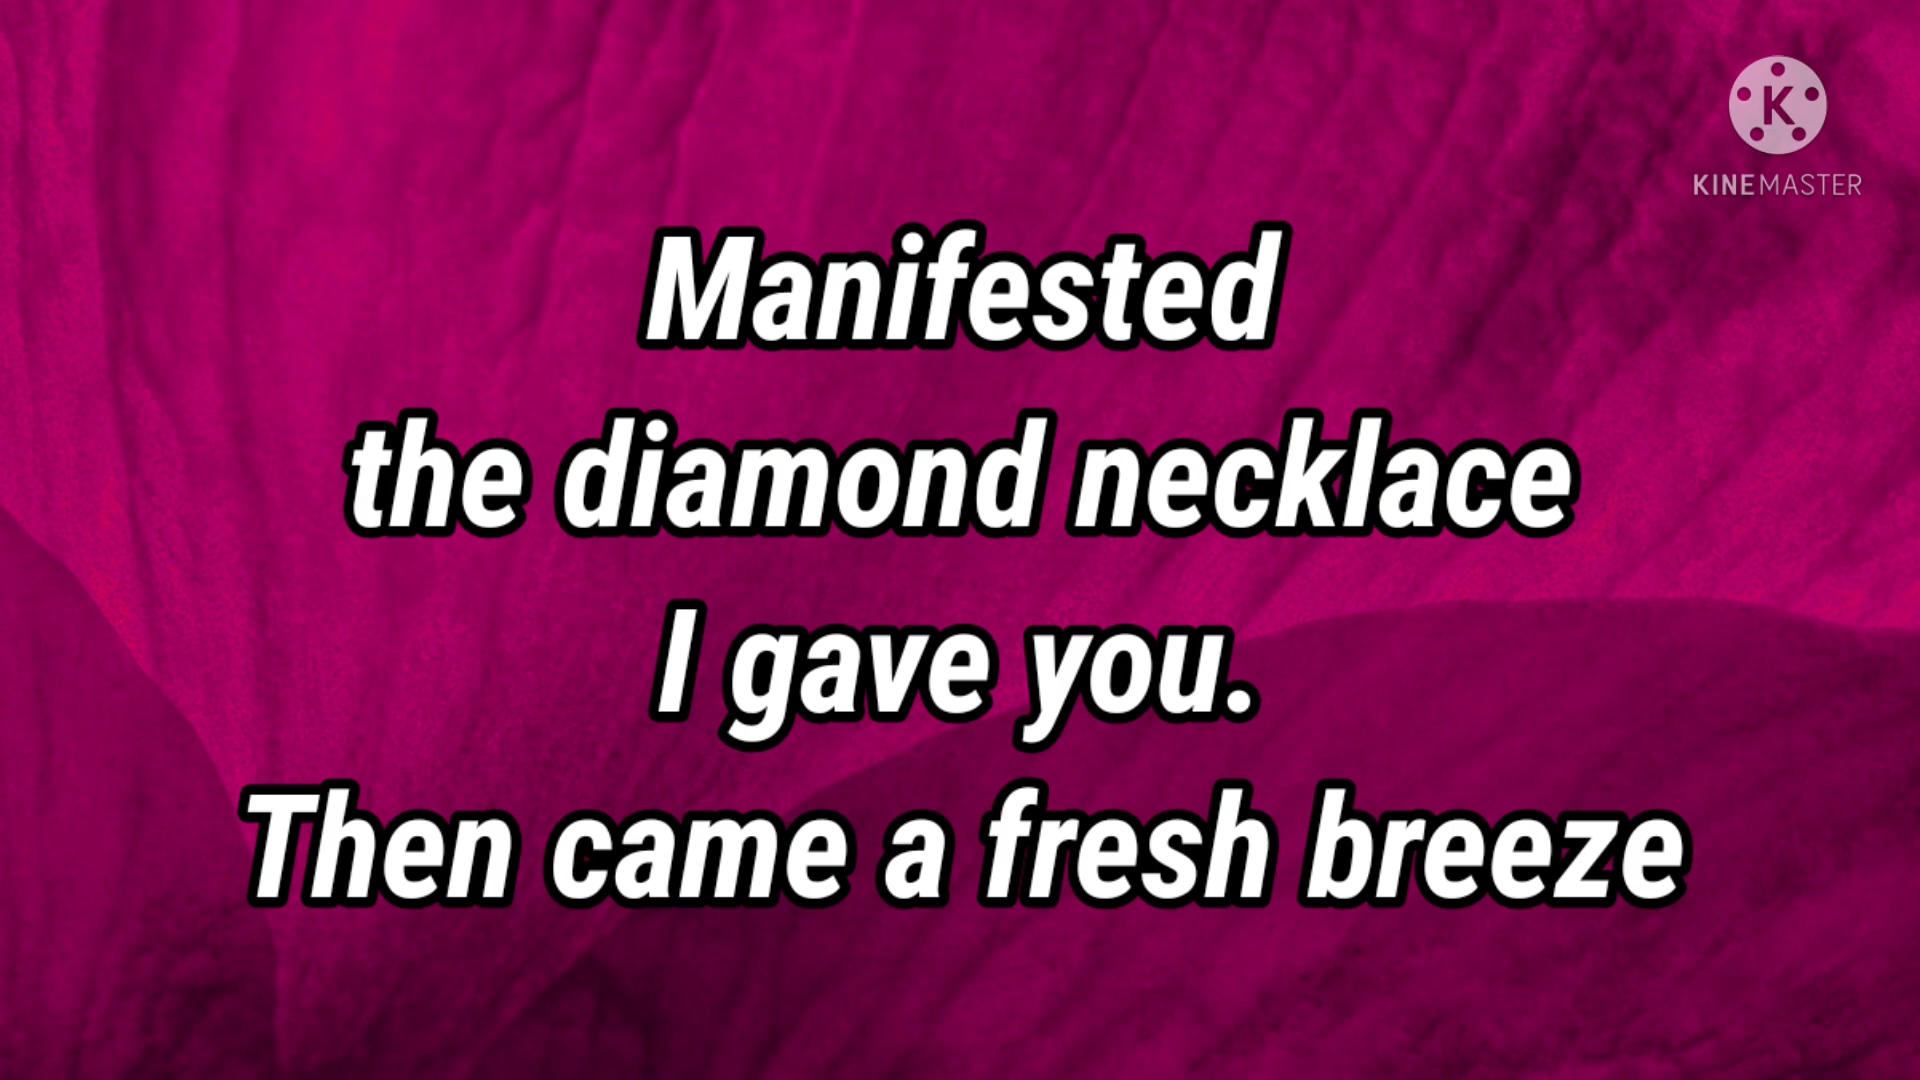 KINEMASTER
Manifested
the diamond necklace
I gave you.
Then came a fresh breeze